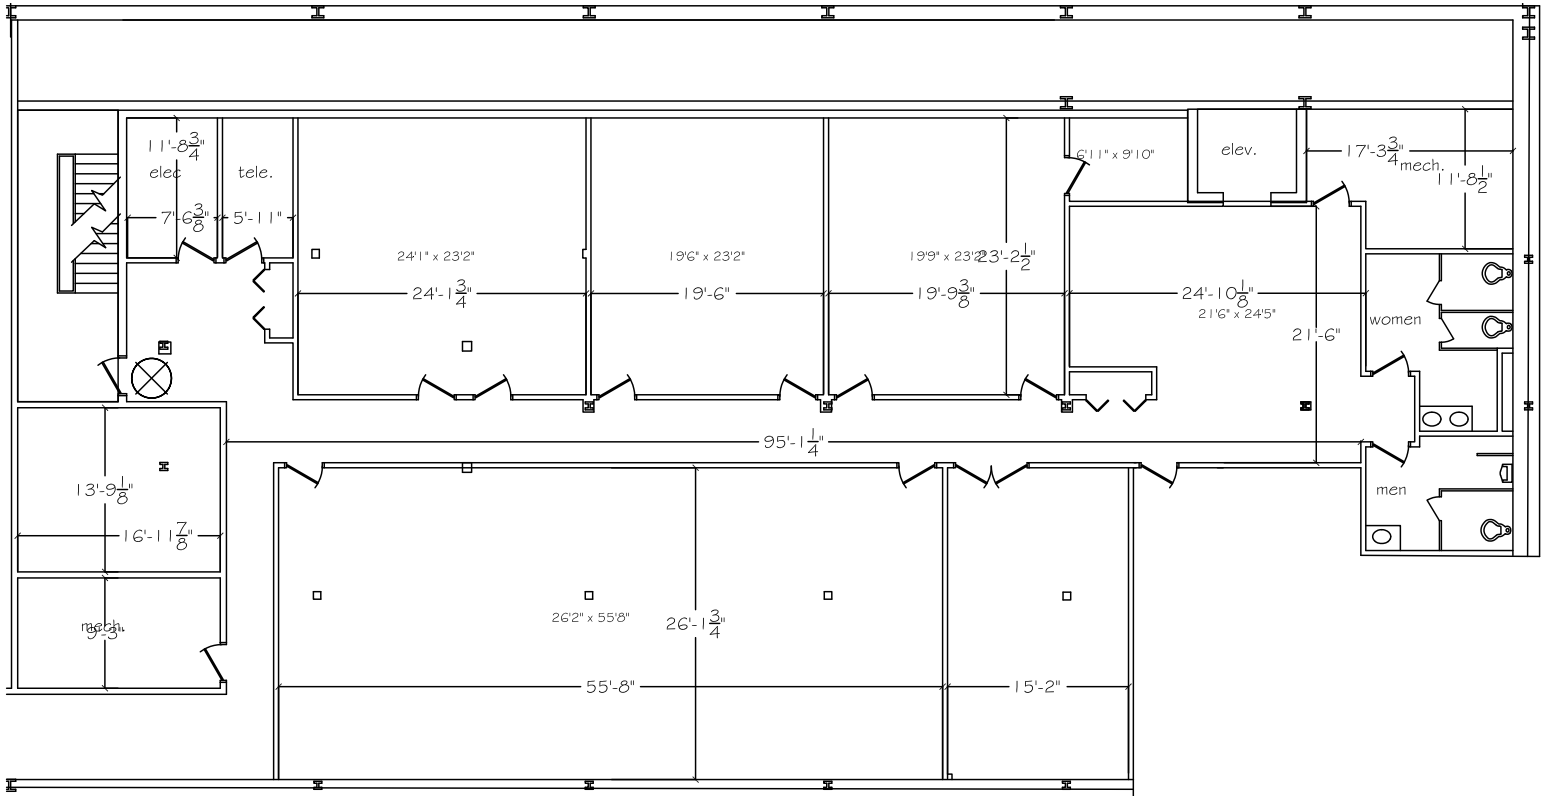 11'-8 3/4"
elec
tele.
7'-6 3/8"
5'-11"
6'11" x 9'10"
elev.
17'-3 3/4"
mech.
11'-8 1/2"
24'1" x 23'2"
19'6" x 23'2"
19'9" x 23'2"
23'-2 1/2"
24'-1 3/4"
19'-6"
19'-9 3/8"
24'-10 1/8"
21'6" x 24'5"
21'-6"
women
95'-1 1/4"
13'-9 1/8"
16'-11 7/8"
men
mech.
9'-3"
26'2" x 55'8"
26'-1 3/4"
55'-8"
15'-2"